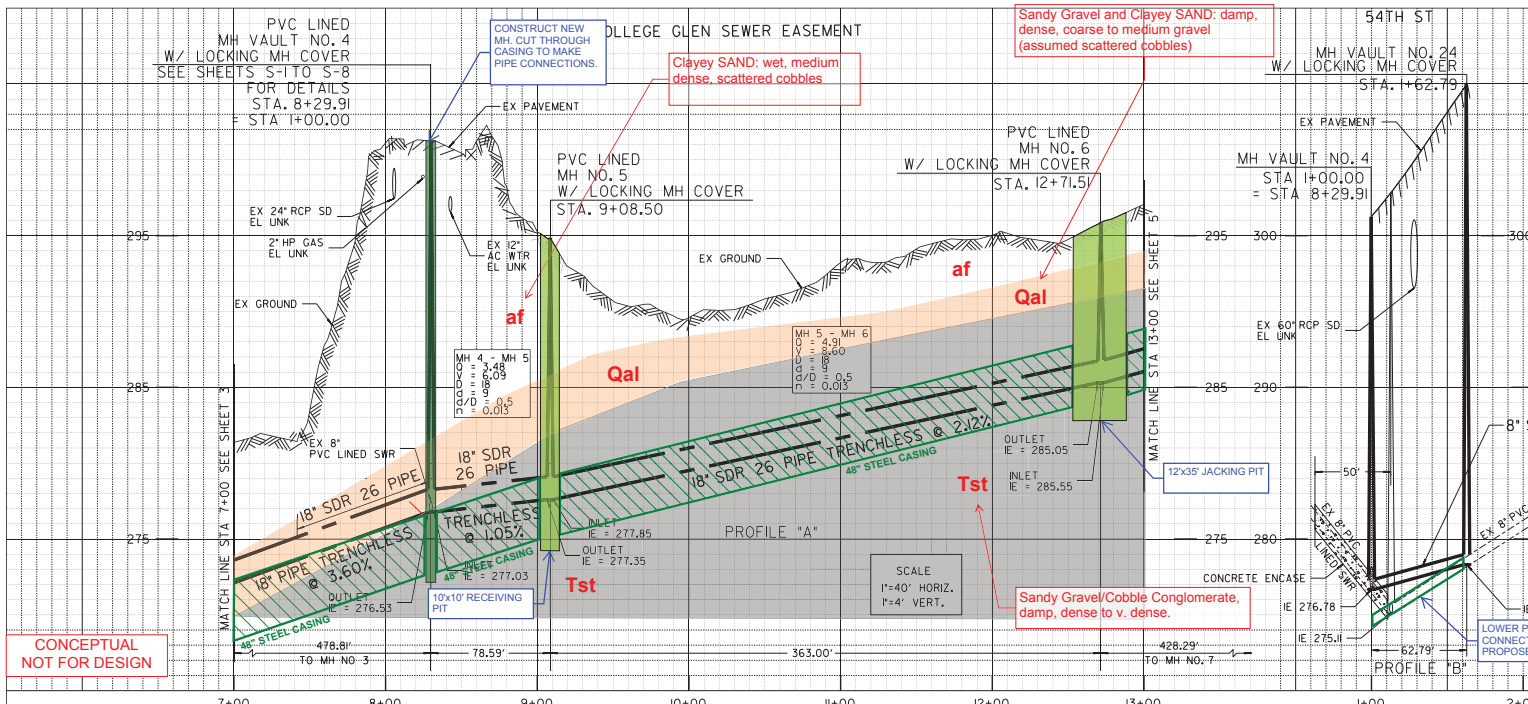 PVC LINED
MH VAULT NO. 4
W/ LOCKING MH COVER
SEE SHEETS S-1 TO S-8
FOR DETAILS
STA. 8+29.91
= STA 1+00.00
CONSTRUCT NEW
MH. CUT THROUGH
CASING TO MAKE
PIPE CONNECTIONS.
OLLEGE GLEN SEWER EASEMENT
Clayey SAND: wet, medium
dense, scattered cobbles
Sandy Gravel and Clayey SAND: damp,
dense, coarse to medium gravel
(assumed scattered cobbles)
54TH ST
MH VAULT NO. 24
W/ LOCKING MH COVER
STA. 1+62.79
EX PAVEMENT
EX PAVEMENT
PVC LINED
MH NO. 5
W/ LOCKING MH COVER
STA. 9+08.50
PVC LINED
MH NO. 6
W/ LOCKING MH COVER
STA. 12+71.51
MH VAULT NO. 4
STA 1+00.00
= STA 8+29.91
EX 24" RCP SD
EL UNK
2" HP GAS
EL UNK
EX 12"
AC WTR
EL UNK
295
295
300
300
EX GROUND
EX GROUND
af
af
Qal
Qal
EX 60" RCP SD
EL UNK
MH 4 - MH 5
Q = 3.48
V = 6.09
D = 18
d = 9
d/D = 0.5
n = 0.013
MH 5 - MH 6
Q = 4.91
V = 8.60
D = 18
d = 9
d/D = 0.5
n = 0.013
285
285
290
290
MATCH LINE STA 7+00 SEE SHEET 3
MATCH LINE STA 13+00 SEE SHEET 5
EX 8"
PVC LINED SWR
18" SDR 26 PIPE
18" SDR
26 PIPE
18" SDR 26 PIPE TRENCHLESS @ 2.12%
48" STEEL CASING
OUTLET
IE = 285.05
INLET
IE = 285.55
12'x35' JACKING PIT
50'
8"
Tst
Tst
275
275
280
280
18" PIPE TRENCHLESS
@ 3.60%
TRENCHLESS
@ 1.05%
INLET
IE = 277.85
OUTLET
IE = 277.35
INLET
IE = 277.03
OUTLET
IE = 276.53
48" STEEL CASING
48" STEEL CASING
PROFILE "A"
10'x10' RECEIVING
PIT
SCALE
1"=40' HORIZ.
1"=4' VERT.
Sandy Gravel/Cobble Conglomerate,
damp, dense to v. dense.
EX 8" PVC
LINED SWR
EX 8" PVC
CONCRETE ENCASE
IE 276.78
IE 275.11
IE
LOWER P
CONNECT
PROPOSE
CONCEPTUAL
NOT FOR DESIGN
478.81'
TO MH NO 3
78.59'
363.00'
428.29'
TO MH NO. 7
62.79'
PROFILE "B"
7+00
8+00
9+00
10+00
11+00
12+00
13+00
1+00